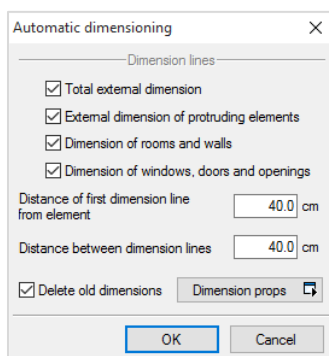 Automatic dimensioning
Dimension lines
Total external dimension
External dimension of protruding elements
Dimension of rooms and walls
Dimension of windows, doors and openings
Distance of first dimension line
from element
40.0 cm
Distance between dimension lines 40.0 cm
Delete old dimensions Dimension props
OK Cancel